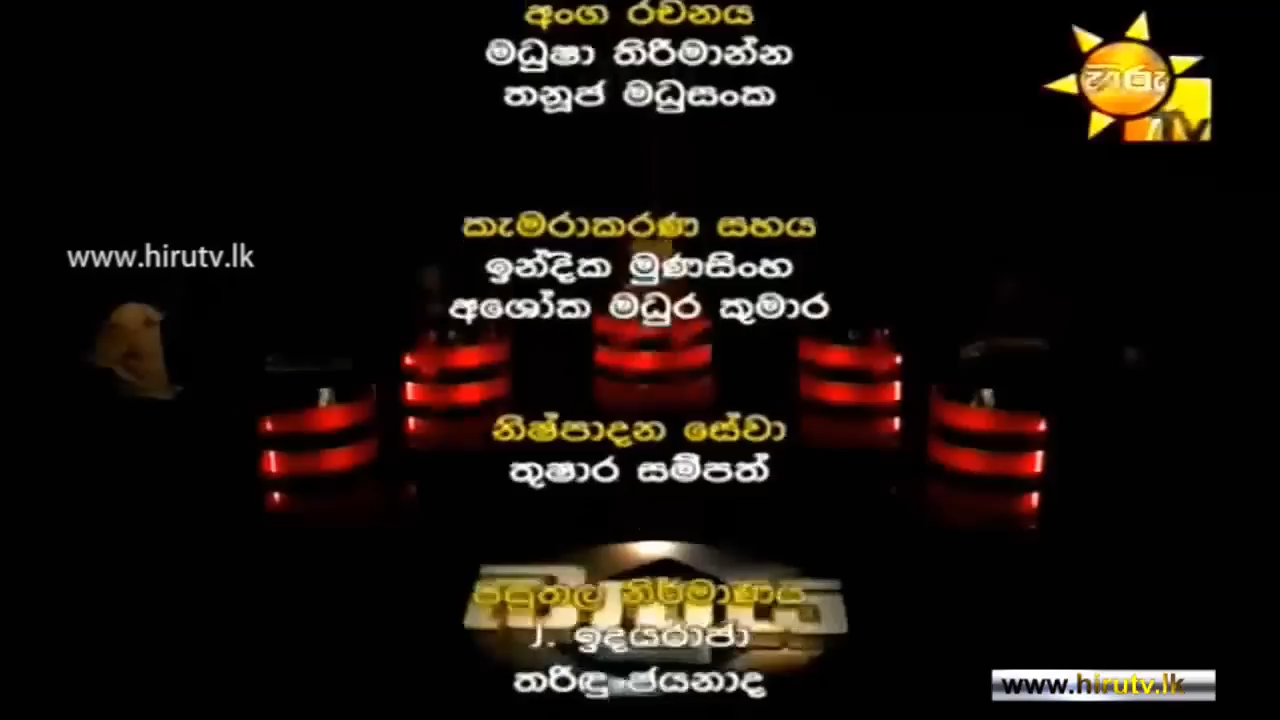 අංග රචනය
මධුෂා තිරිමාන්න
තනූජ මධුසංක
හිරු
TV
කැමරාකරණ සහය
www.hirutv.lk
ඉන්දික මුණසිංහ
අශෝක මධුර කුමාර
නිෂ්පාදන සේවා
තුෂාර සම්පත්
පසුතල නිර්මාණය
J. ඉදයරාජා
තරිඳු ජයනාද
www.hirutv.lk